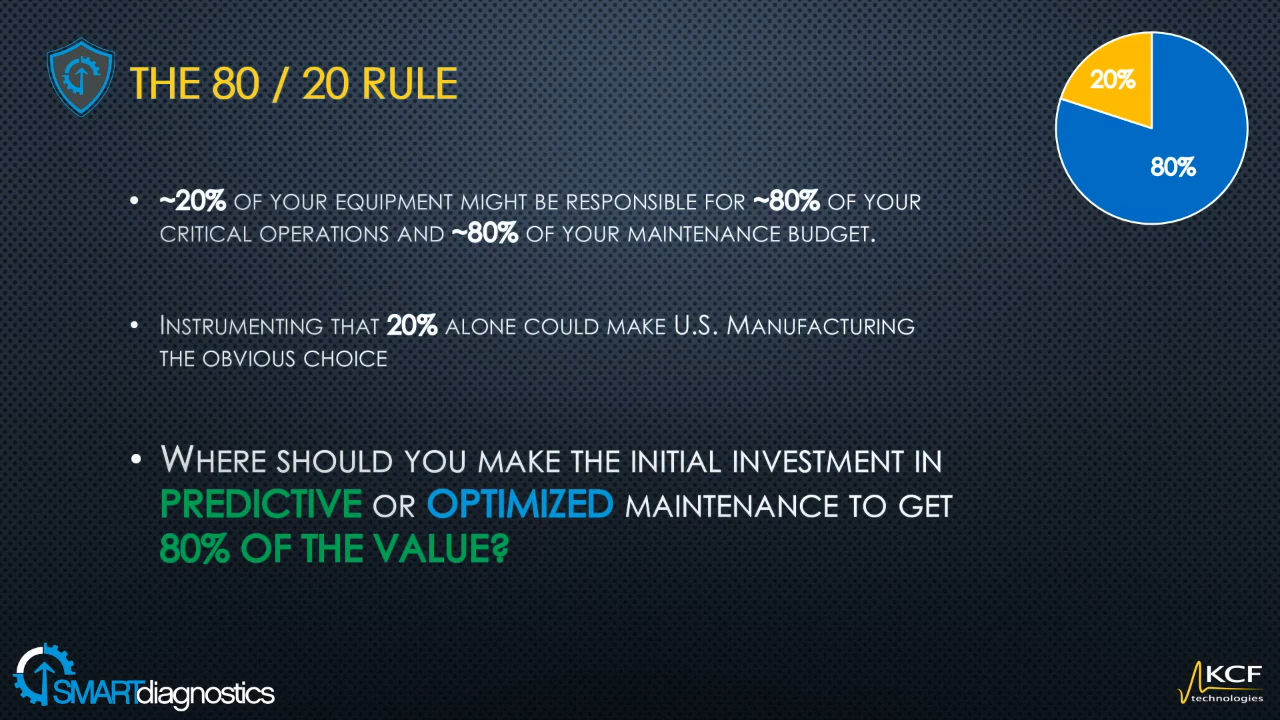 THE 80 / 20 RULE
20%
80%
• ~20% OF YOUR EQUIPMENT MIGHT BE RESPONSIBLE FOR ~80% OF YOUR
CRITICAL OPERATIONS AND ~80% OF YOUR MAINTENANCE BUDGET.
• INSTRUMENTING THAT 20% ALONE COULD MAKE U.S. MANUFACTURING
THE OBVIOUS CHOICE
• WHERE SHOULD YOU MAKE THE INITIAL INVESTMENT IN
PREDICTIVE OR OPTIMIZED MAINTENANCE TO GET
80% OF THE VALUE?
SMARTdiagnostics
KCF
technologies